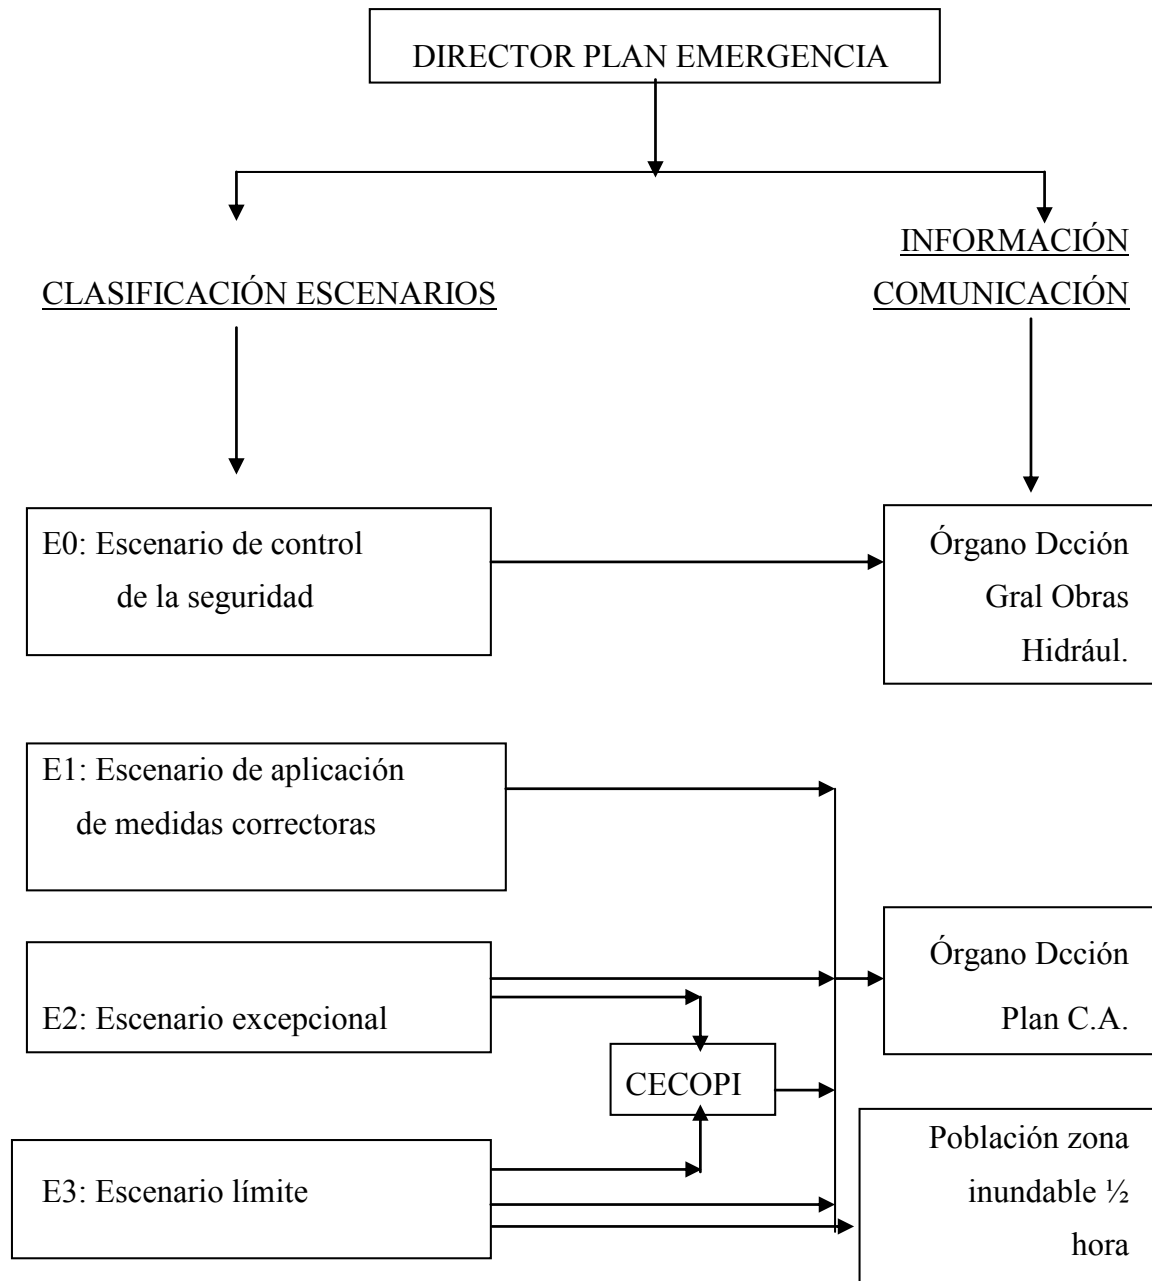 DIRECTOR PLAN EMERGENCIA
INFORMACIÓN
CLASIFICACIÓN ESCENARIOS
COMUNICACIÓN
E0: Escenario de control
de la seguridad
Órgano Dcción
Gral Obras
Hidrául.
E1: Escenario de aplicación
de medidas correctoras
E2: Escenario excepcional
Órgano Dcción
Plan C.A.
CECOPI
E3: Escenario límite
Población zona
inundable ½
hora